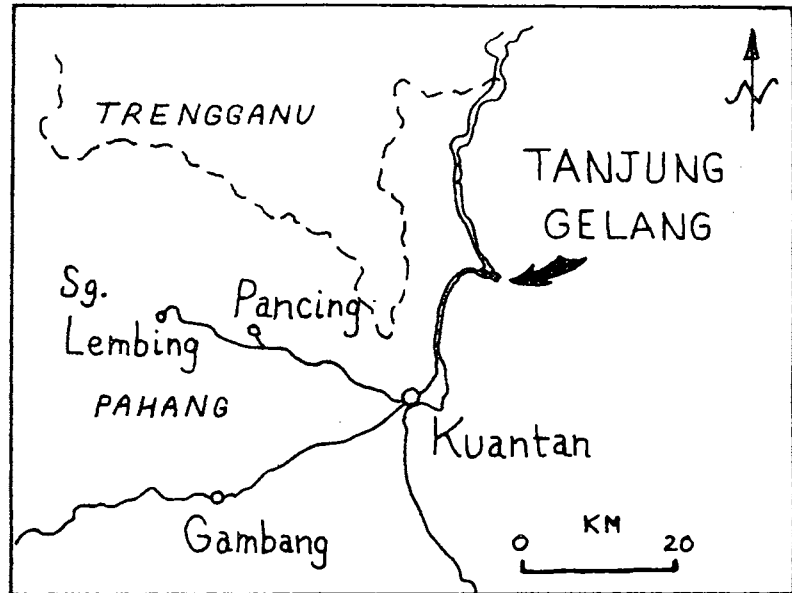 TRENGGANU
N
TANJUNG
GELANG
Sg.
Lembing
Pancing
PAHANG
Kuantan
Gambang
KM
0 20